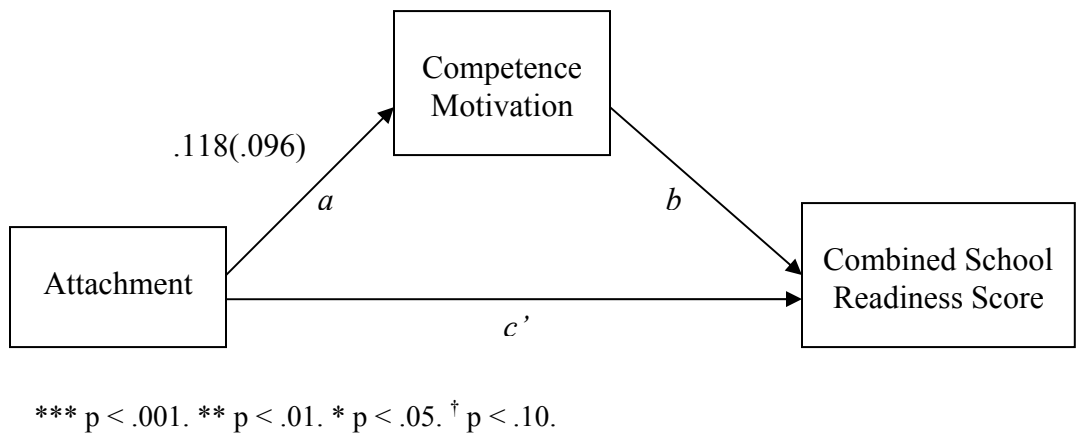 Competence
Motivation
.118(.096)
a
b
Attachment
Combined School
Readiness Score
c’
*** p < .001. ** p < .01. * p < .05. † p < .10.